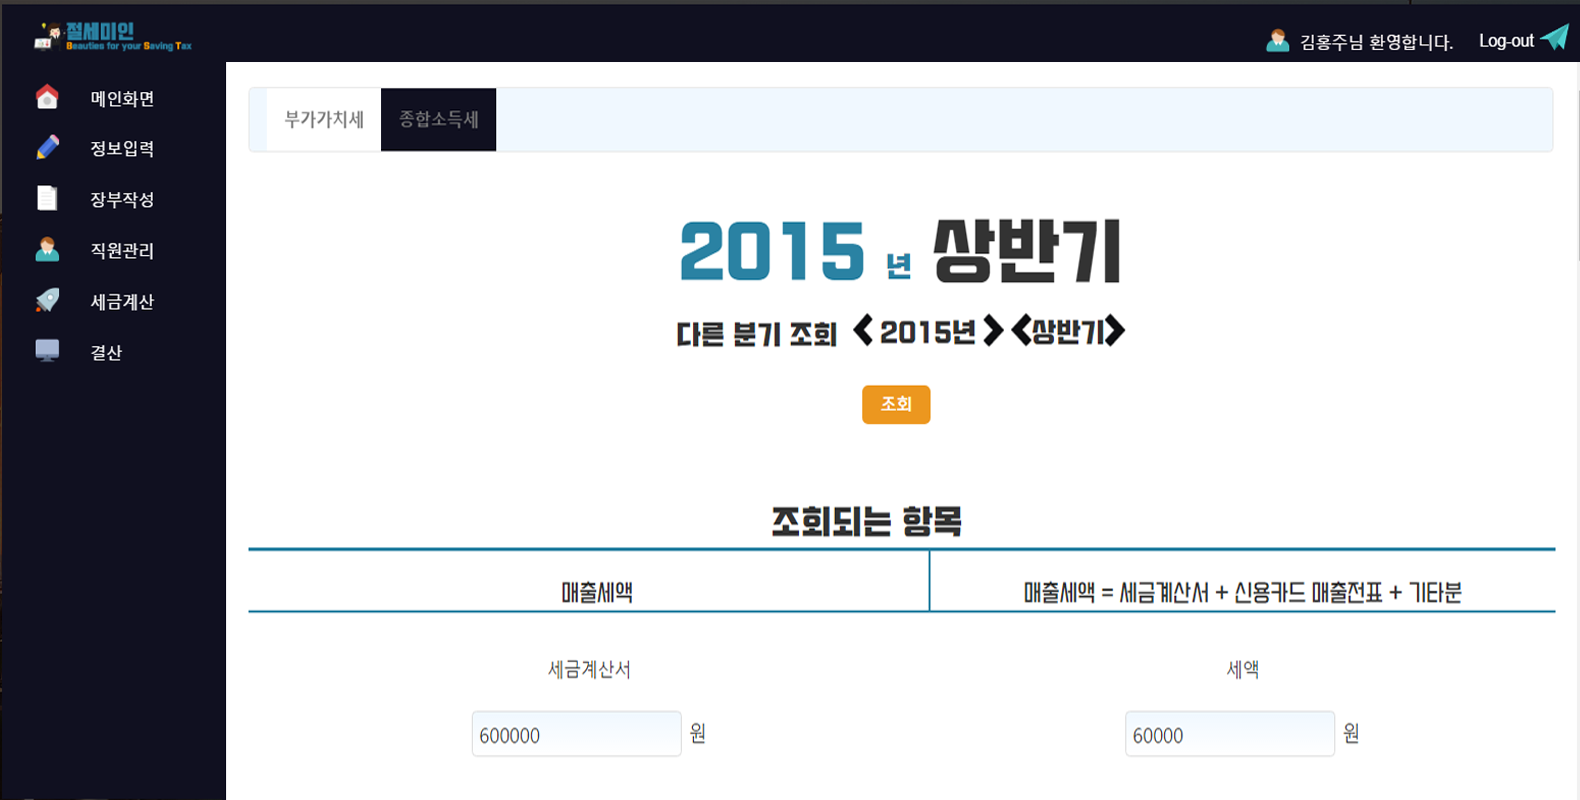 절세미인
Beauties for your Saving Tax
김홍주님 환영합니다.
Log-out
메인화면
정보입력
장부작성
직원관리
세금계산
결산
부가가치세
종합소득세
2015 년 상반기
다른 분기 조회 < 2015년 > <상반기>
조회
조회되는 항목
매출세액
매출세액 = 세금계산서 + 신용카드 매출전표 + 기타분
세금계산서
세액
600000 원
60000 원